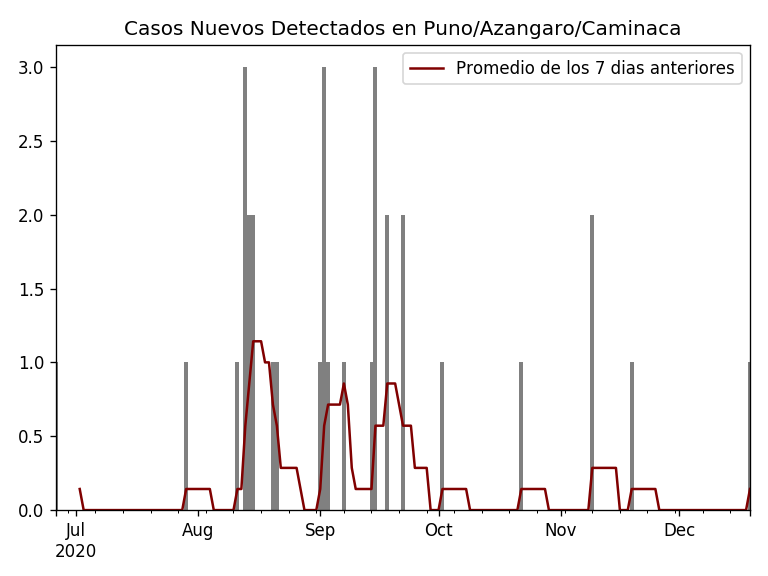 Casos Nuevos Detectados en Puno/Azangaro/Caminaca
Promedio de los 7 dias anteriores
3.0
2.5
2.0
1.5
1.0
0.5
0.0
Jul Aug Sep Oct Nov Dec
2020